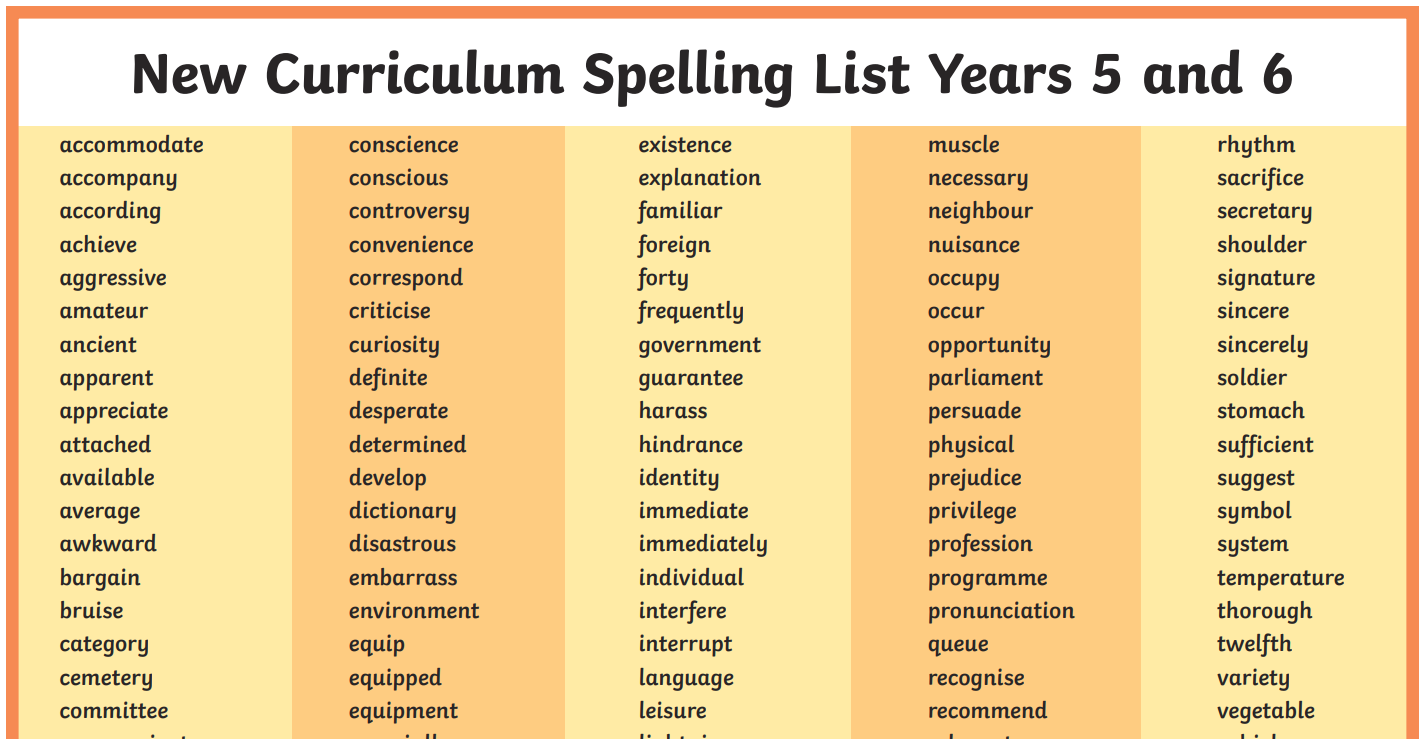 New Curriculum Spelling List Years 5 and 6
accommodate
accompany
according
achieve
aggressive
amateur
ancient
apparent
appreciate
attached
available
average
awkward
bargain
bruise
category
cemetery
committee
conscience
conscious
controversy
convenience
correspond
criticise
curiosity
definite
desperate
determined
develop
dictionary
disastrous
embarrass
environment
equip
equipped
equipment
existence
explanation
familiar
foreign
forty
frequently
government
guarantee
harass
hindrance
identity
immediate
immediately
individual
interfere
interrupt
language
leisure
muscle
necessary
neighbour
nuisance
occupy
occur
opportunity
parliament
persuade
physical
prejudice
privilege
profession
programme
pronunciation
queue
recognise
recommend
rhythm
sacrifice
secretary
shoulder
signature
sincere
sincerely
soldier
stomach
sufficient
suggest
symbol
system
temperature
thorough
twelfth
variety
vegetable